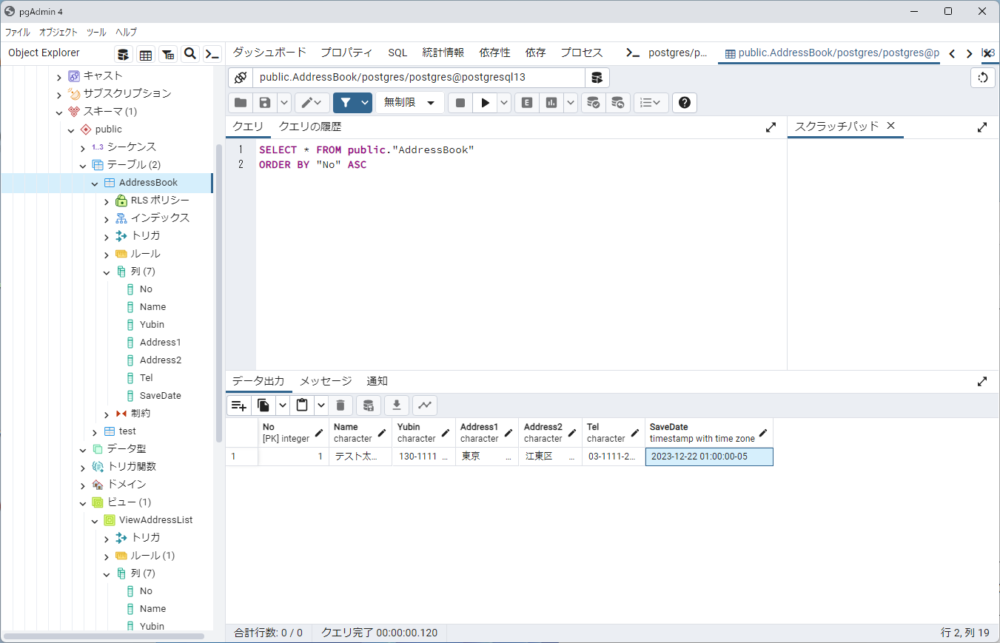 pgAdmin 4
ファイル オブジェクト ツール ヘルプ
Object Explorer
ダッシュボード プロパティ SQL 統計情報 依存性 依存 プロセス postgres/p... public.AddressBook/postgres/postgres@p l13
public.AddressBook/postgres/postgres@postgresql13
無制限 E
クエリ クエリの履歴 スクラッチパッド
1 SELECT * FROM public."AddressBook"
2 ORDER BY "No" ASC
キャスト
サブスクリプション
スキーマ (1)
public
1..3 シーケンス
テーブル (2)
AddressBook
RLS ポリシー
インデックス
トリガ
ルール
列 (7)
No
Name
Yubin
Address1
Address2
Tel
SaveDate
制約
test
データ型
トリガ関数
ドメイン
ビュー (1)
ViewAddressList
トリガ
ルール (1)
列 (7)
No
Name
Yubin
データ出力 メッセージ 通知
No Name Yubin Address1 Address2 Tel SaveDate
[PK] integer character character character character character timestamp with time zone
1 1 テスト太... 130-1111 ... 東京 ... 江東区 ... 03-1111-2... 2023-12-22 01:00:00-05
合計行数: 0 / 0 クエリ完了 00:00:00.120 行 2, 列 19